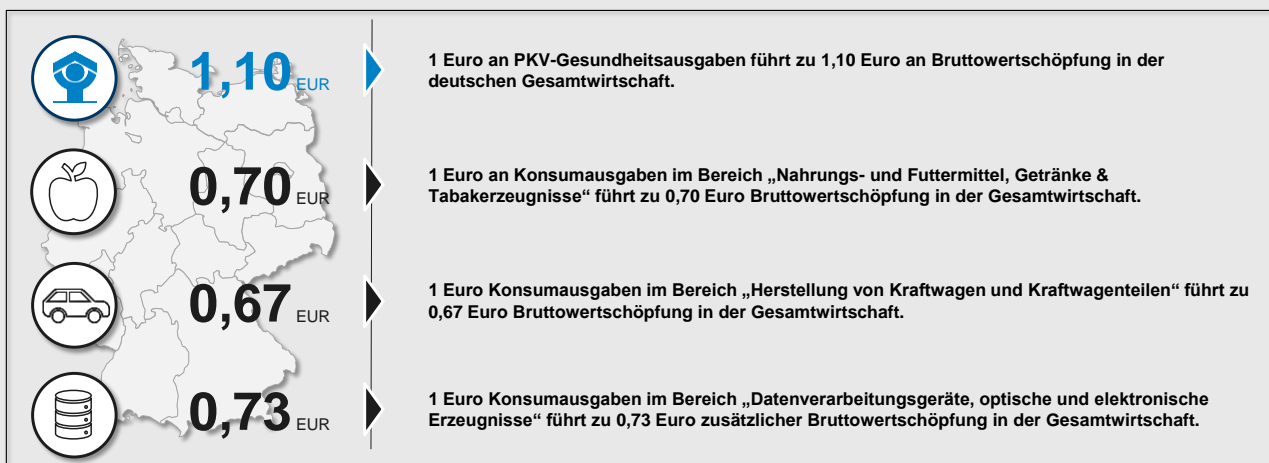 1,10 EUR
1 Euro an PKV-Gesundheitsausgaben führt zu 1,10 Euro an Bruttowertschöpfung in der
deutschen Gesamtwirtschaft.
0,70 EUR
1 Euro an Konsumausgaben im Bereich „Nahrungs- und Futtermittel, Getränke &
Tabakerzeugnisse“ führt zu 0,70 Euro Bruttowertschöpfung in der Gesamtwirtschaft.
0,67 EUR
1 Euro Konsumausgaben im Bereich „Herstellung von Kraftwagen und Kraftwagenteilen“ führt zu
0,67 Euro Bruttowertschöpfung in der Gesamtwirtschaft.
0,73 EUR
1 Euro Konsumausgaben im Bereich „Datenverarbeitungsgeräte, optische und elektronische
Erzeugnisse“ führt zu 0,73 Euro zusätzlicher Bruttowertschöpfung in der Gesamtwirtschaft.